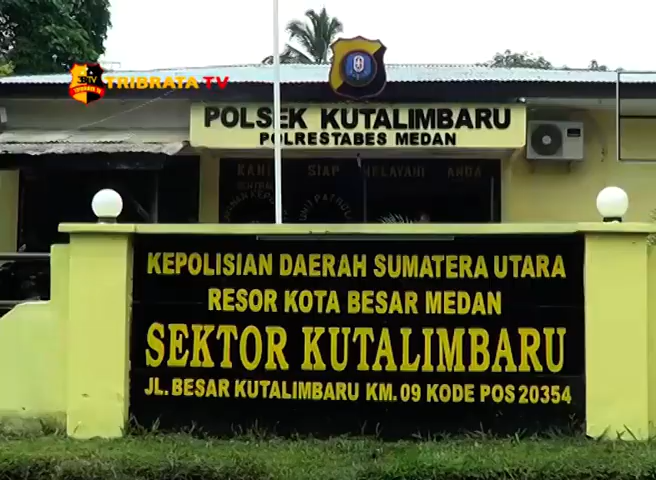 TRIBRATA TV
POLSEK KUTALIMBARU
POLRESTABES MEDAN
KAMI SIAP MELAYANI ANDA
KEPOLISIAN DAERAH SUMATERA UTARA
RESOR KOTA BESAR MEDAN
SEKTOR KUTALIMBARU
JL.BESAR KUTALIMBARU KM.09 KODE POS 20354